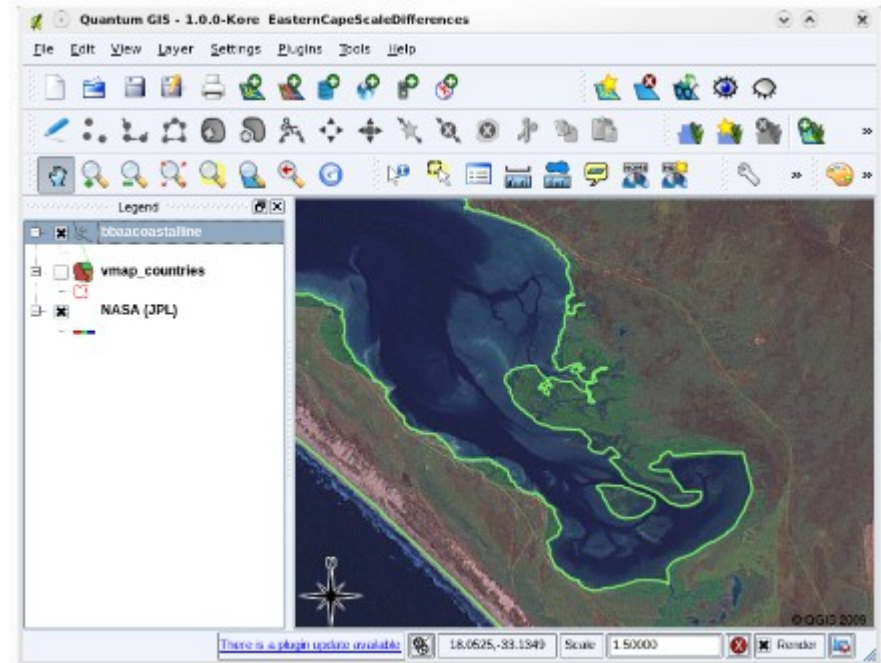 Quantum GIS - 1.0.0-Kore EasternCapeScaleDifferences
File Edit View Layer Settings Plugins Tools Help
Legend
bbaacoastalline
vmap_countries
NASA (JPL)
© QGIS 2009
There is a plugin update available 18.0525,-33.1349 Scale 1:50000 Render